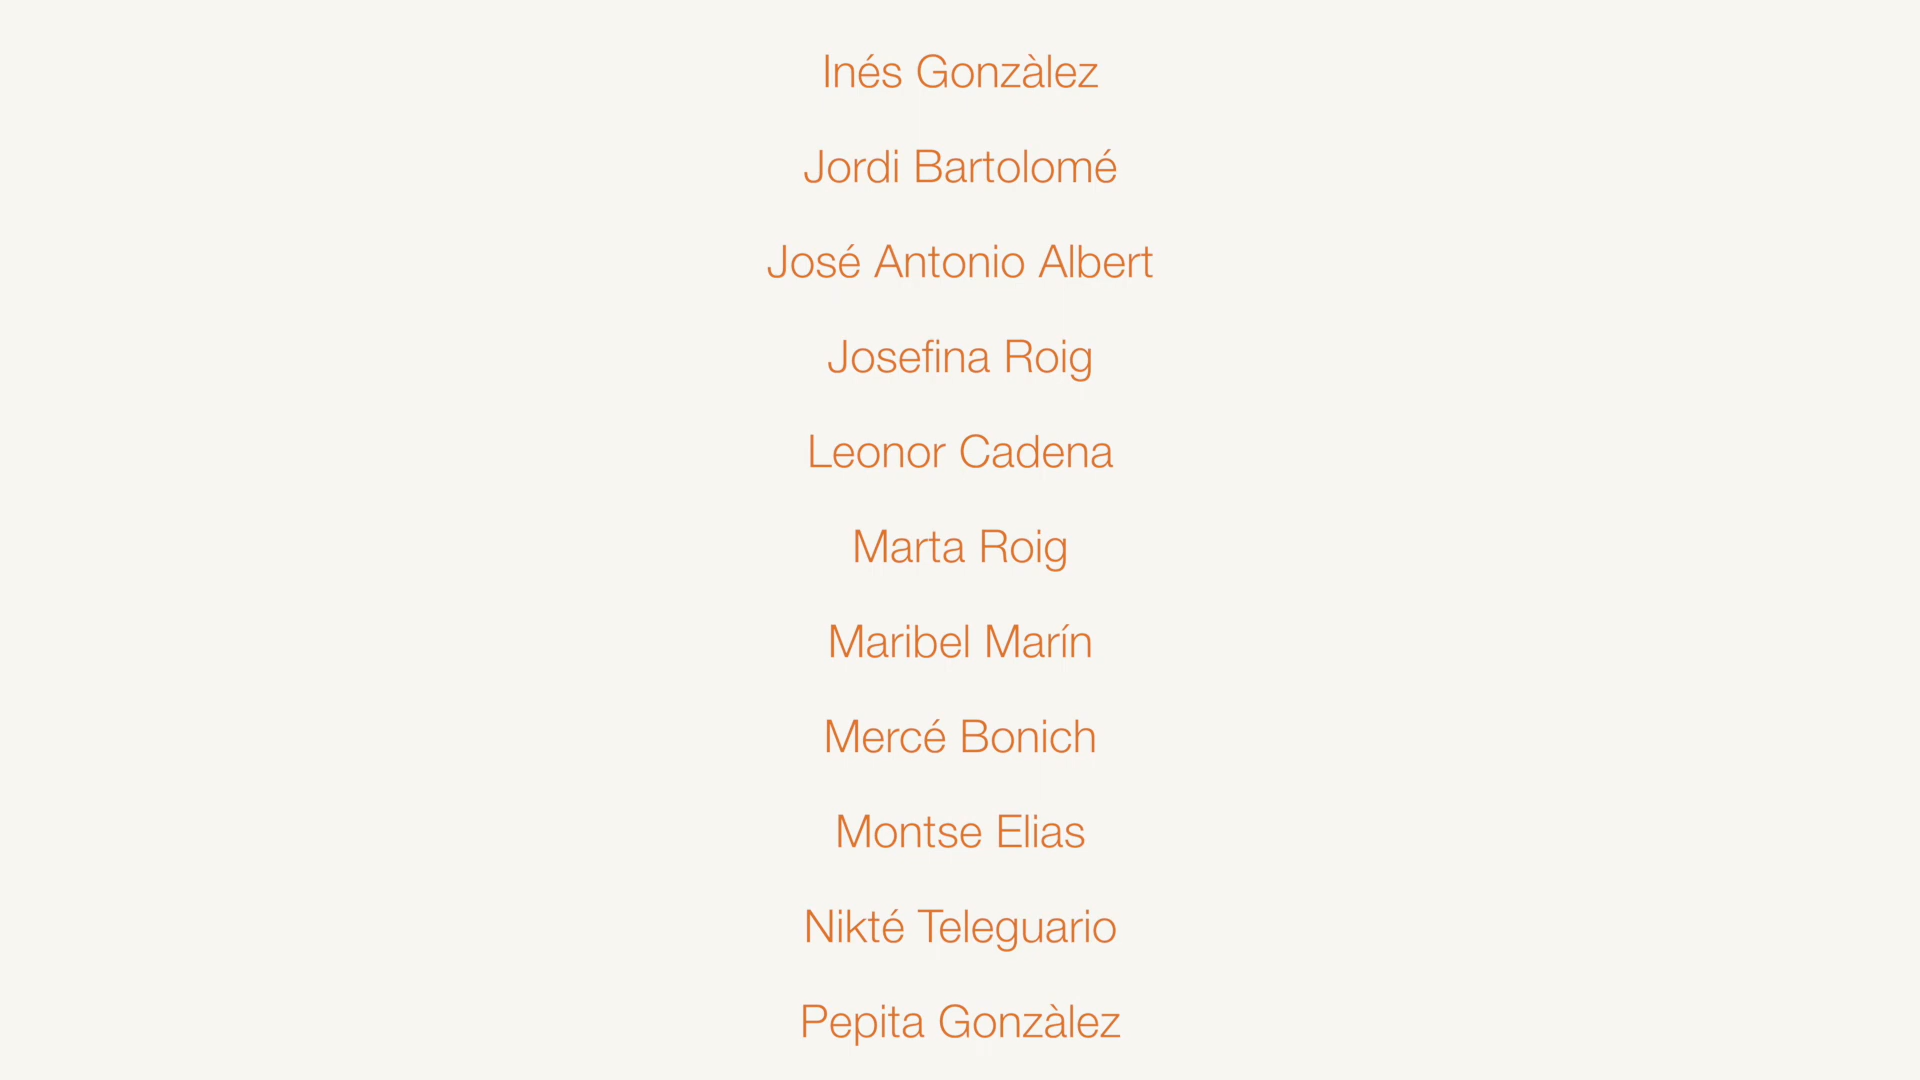 Inés Gonzàlez
Jordi Bartolomé
José Antonio Albert
Josefina Roig
Leonor Cadena
Marta Roig
Maribel Marín
Mercé Bonich
Montse Elias
Nikté Teleguario
Pepita Gonzàlez